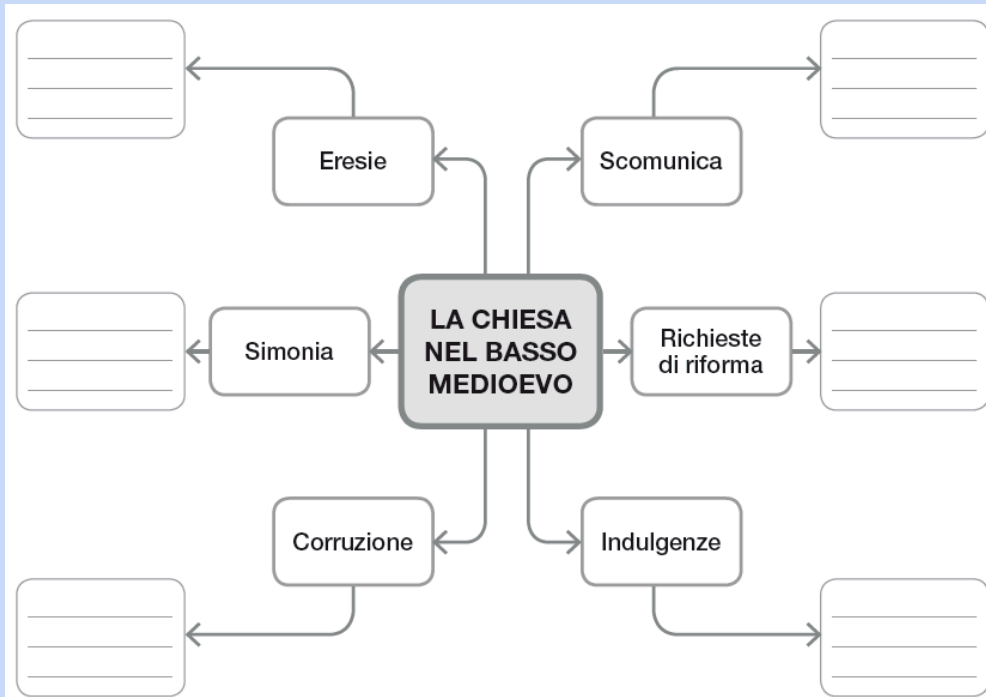 Eresie
Scomunica
LA CHIESA
NEL BASSO
MEDIOEVO
Simonia
Richieste
di riforma
Corruzione
Indulgenze